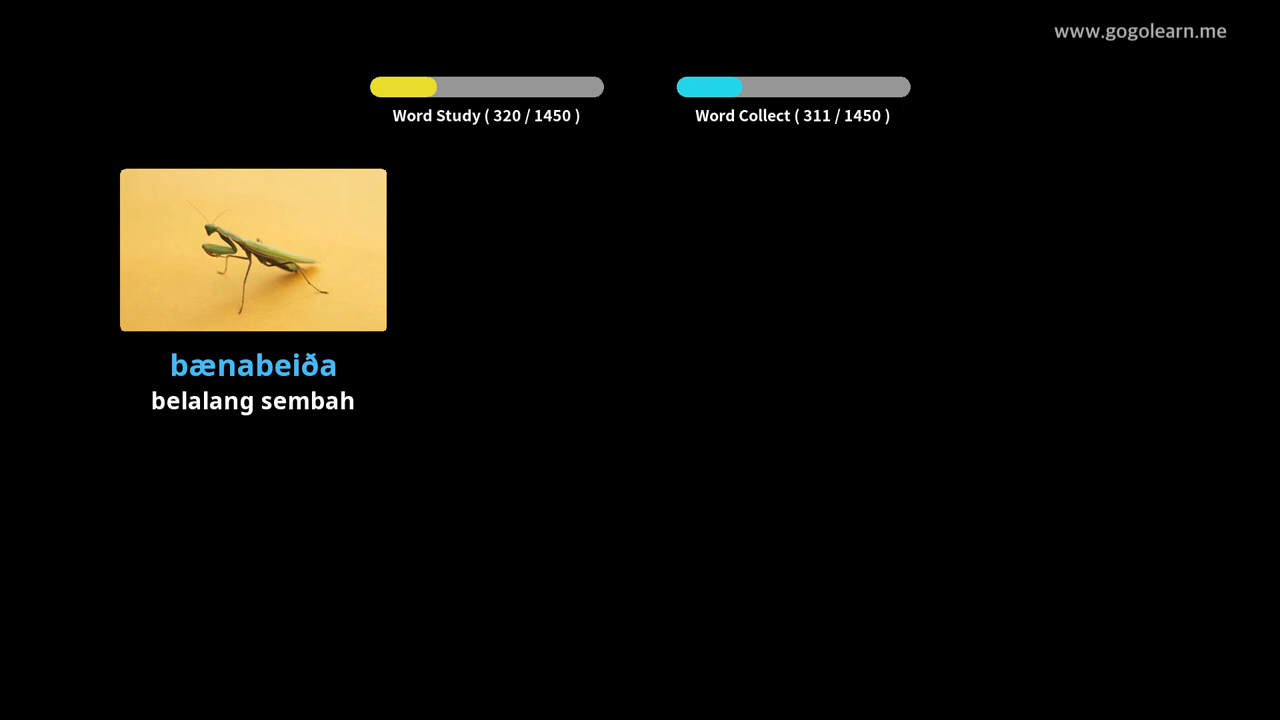 www.gogolearn.me
Word Study ( 320 / 1450 )
Word Collect ( 311 / 1450 )
bænabeiða
belalang sembah